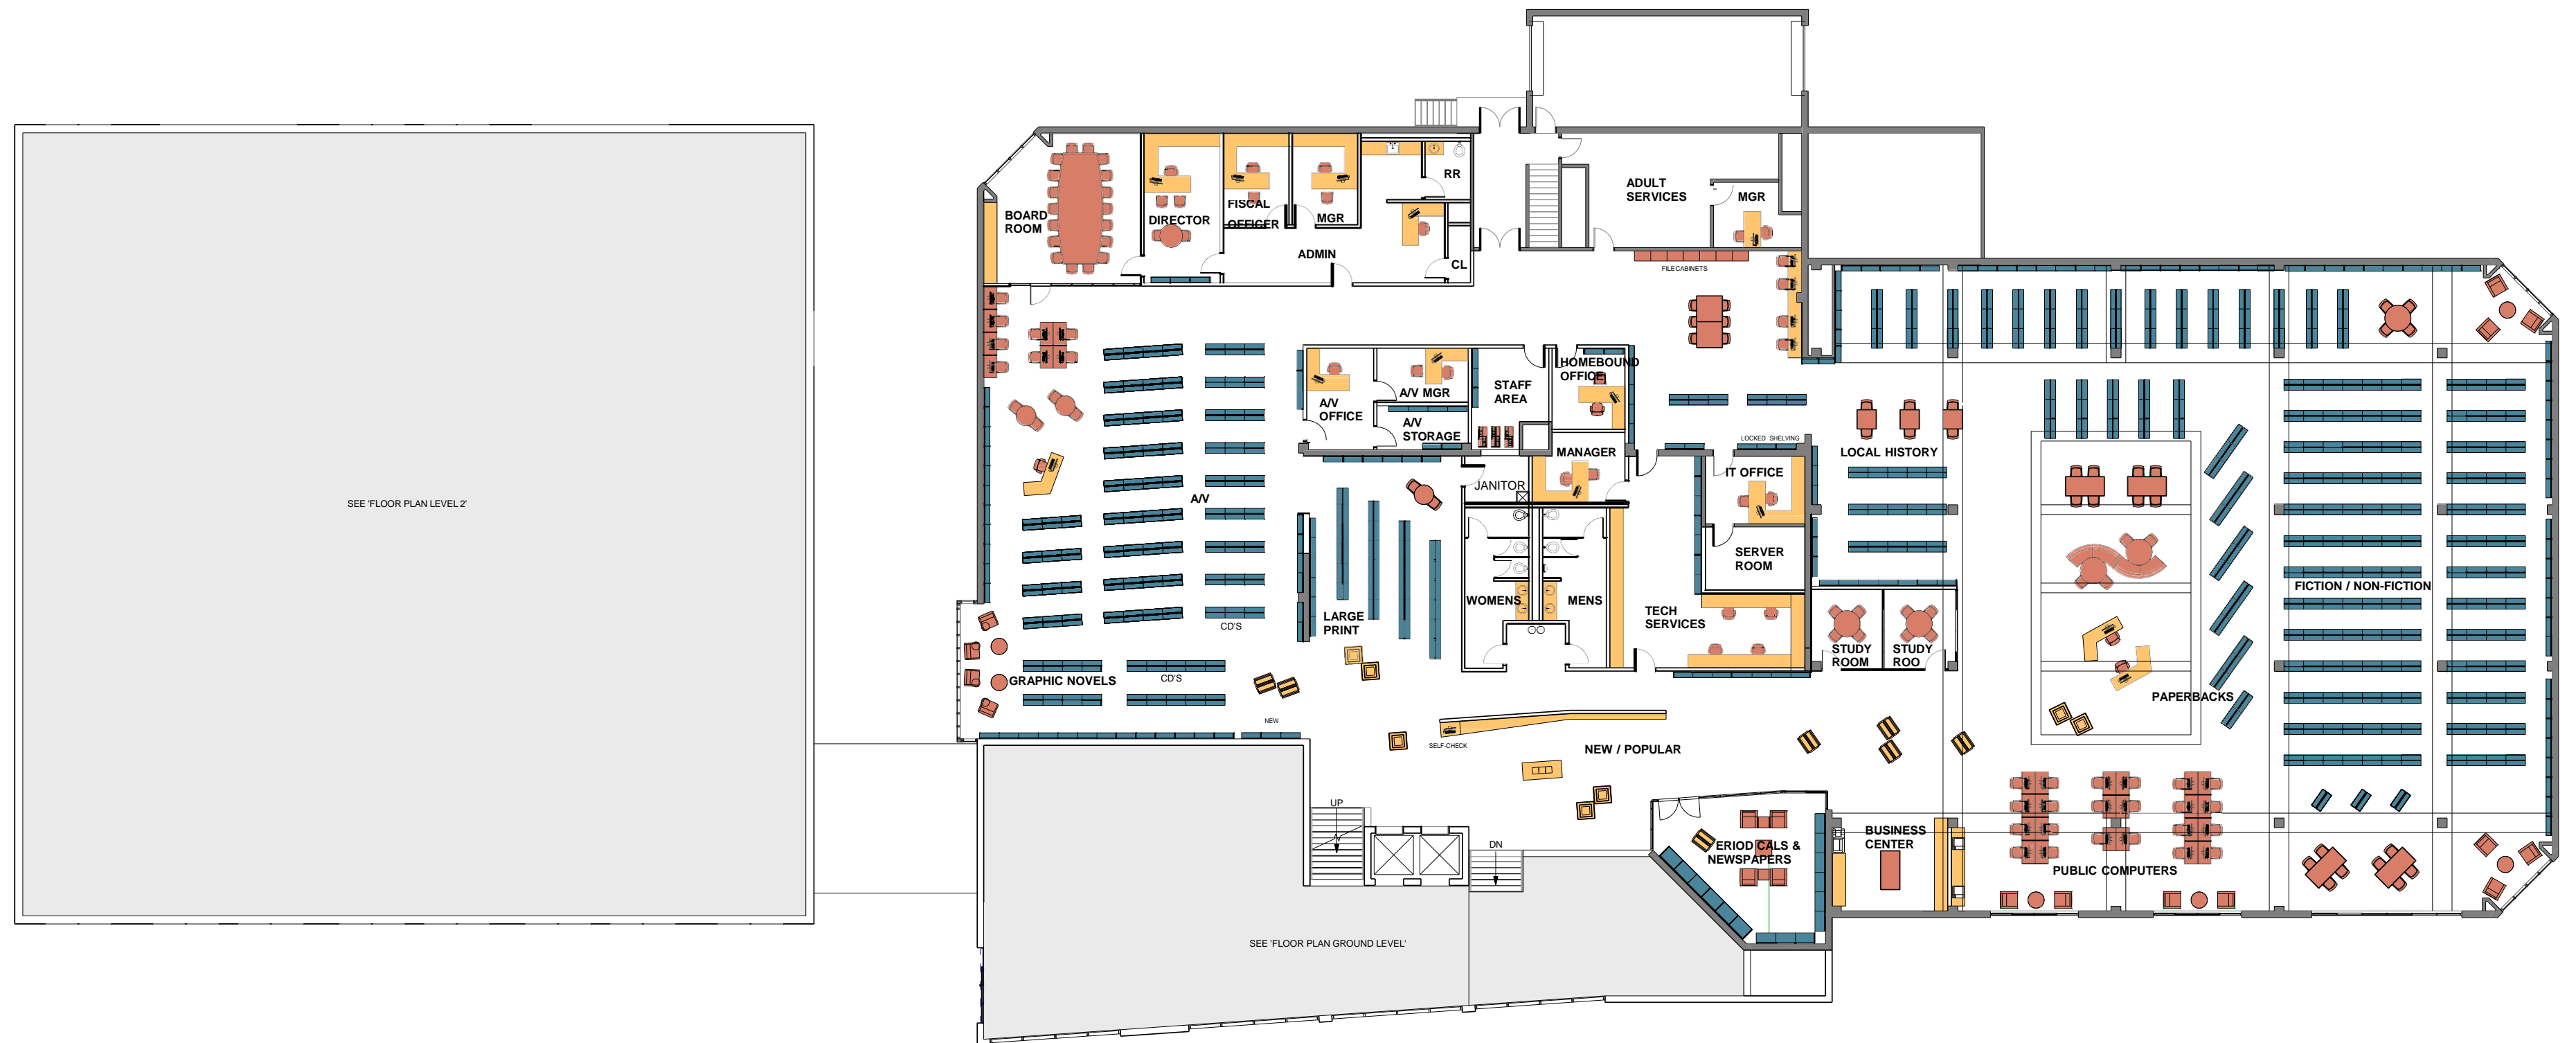 BOARD
ROOM
DIRECTOR
FISCAL
OFFICER
MGR
RR
ADMIN
CL
ADULT
SERVICES
MGR
FILE CABINETS
A/V
OFFICE
A/V MGR
A/V
STORAGE
STAFF
AREA
HOMEBOUND
OFFICE
MANAGER
JANITOR
LOCKED SHELVING
IT OFFICE
LOCAL HISTORY
SEE 'FLOOR PLAN LEVEL 2'
A/V
SERVER
ROOM
FICTION / NON-FICTION
WOMENS
MENS
TECH
SERVICES
LARGE
PRINT
CD'S
STUDY
ROOM
STUDY
ROO
GRAPHIC NOVELS
CD'S
PAPERBACKS
NEW
SELF-CHECK
NEW / POPULAR
UP
DN
ERIOD CALS &
NEWSPAPERS
BUSINESS
CENTER
PUBLIC COMPUTERS
SEE 'FLOOR PLAN GROUND LEVEL'